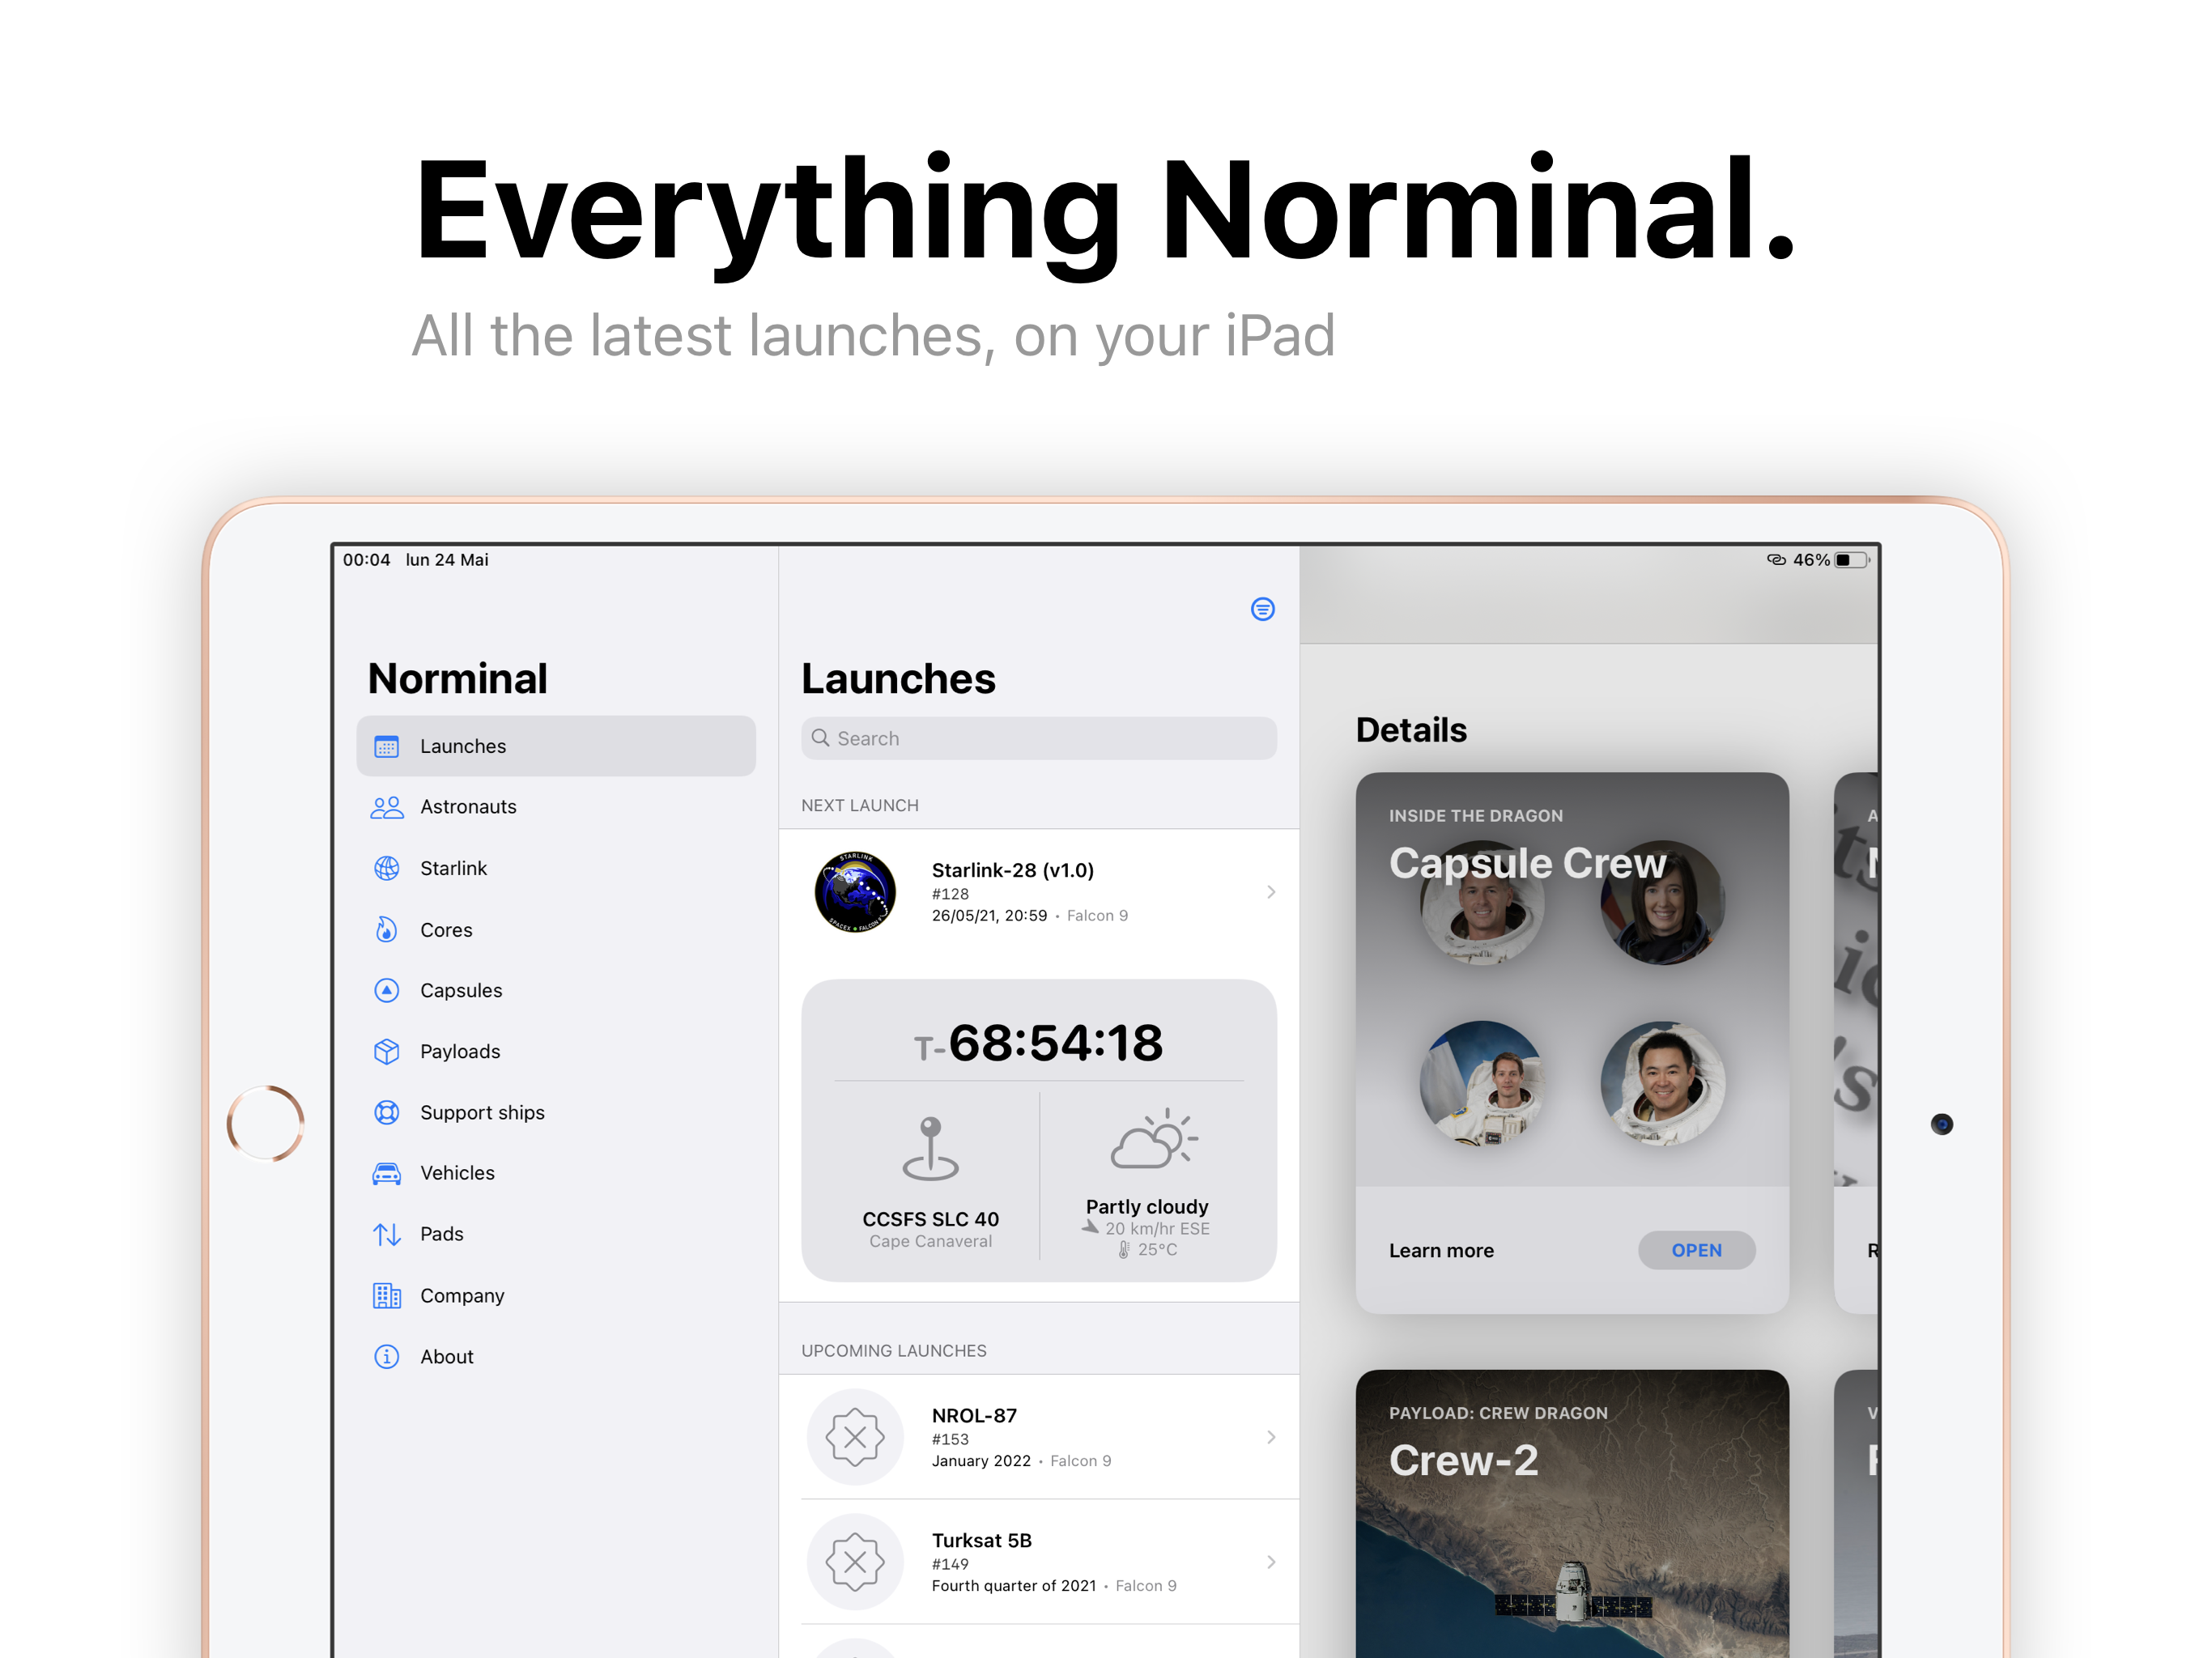 Everything Norminal.
All the latest launches, on your iPad
00:04 lun 24 Mai
46%
Norminal
Launches
Astronauts
Starlink
Cores
Capsules
Payloads
Support ships
Vehicles
Pads
Company
About
Launches
Search
NEXT LAUNCH
STARLINK
SPACEX
Starlink-28 (v1.0)
#128
26/05/21, 20:59 • Falcon 9
T-68:54:18
CCSFS SLC 40
Cape Canaveral
Partly cloudy
20 km/hr ESE
25°C
UPCOMING LAUNCHES
NROL-87
#153
January 2022 • Falcon 9
Turksat 5B
#149
Fourth quarter of 2021 • Falcon 9
Details
INSIDE THE DRAGON
Capsule Crew
Learn more
OPEN
PAYLOAD: CREW DRAGON
Crew-2